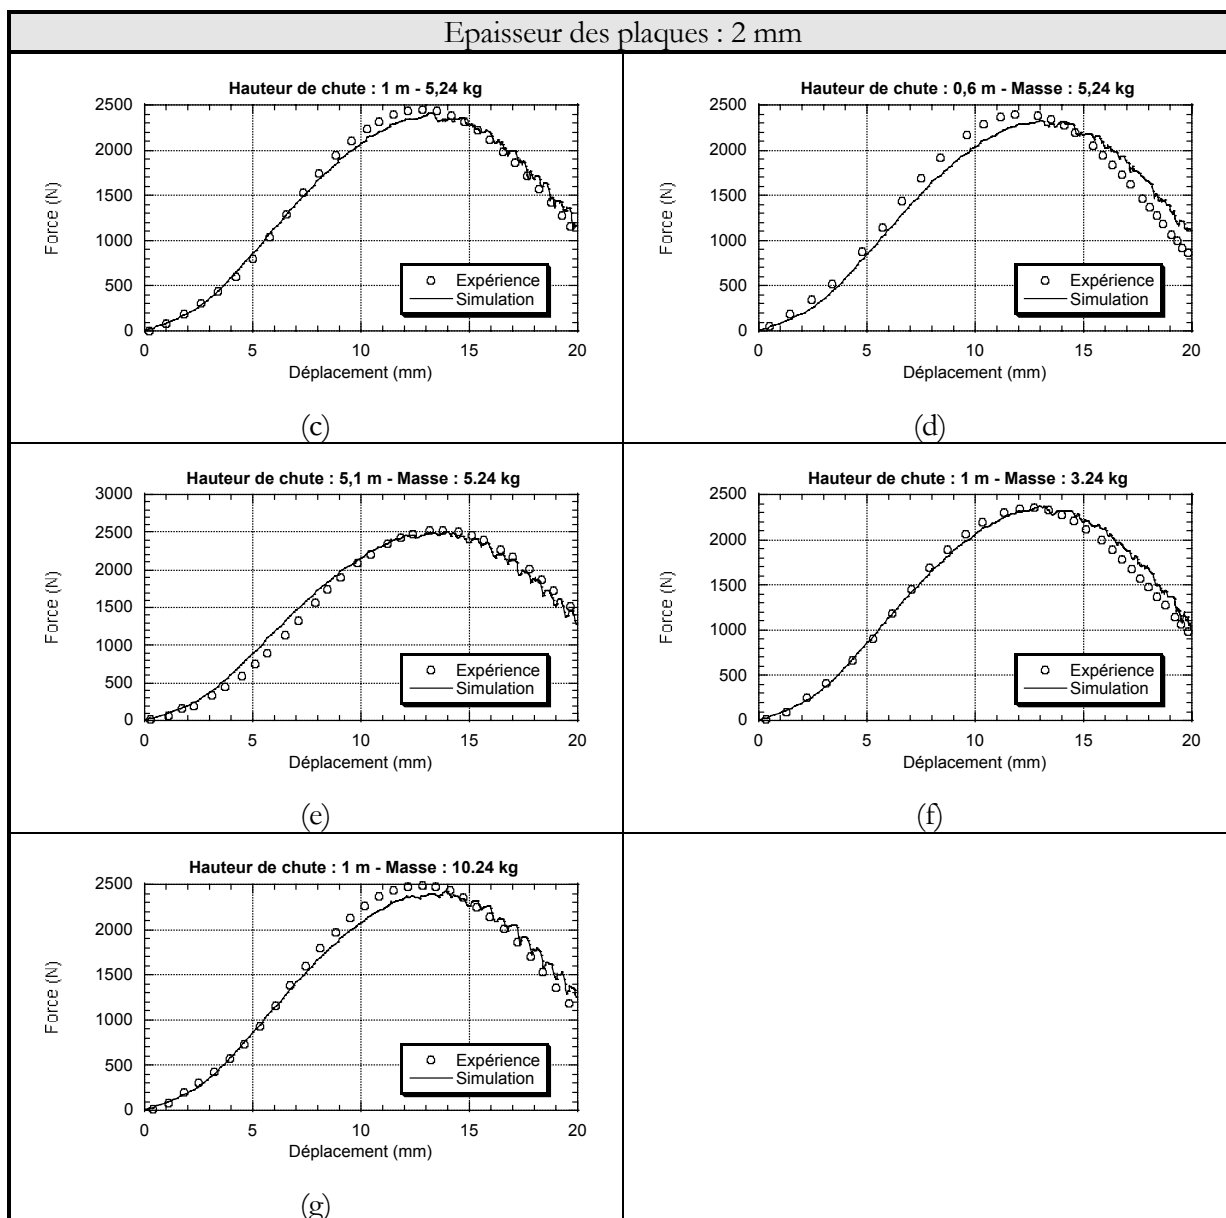 Epaisseur des plaques : 2 mm
Hauteur de chute : 1 m - 5,24 kg
2500
2000
1500
1000
500
0
Force (N)
Expérience
Simulation
0 5 10 15 20
Déplacement (mm)
(c)
Hauteur de chute : 0,6 m - Masse : 5,24 kg
2500
2000
1500
1000
500
0
Force (N)
Expérience
Simulation
0 5 10 15 20
Déplacement (mm)
(d)
Hauteur de chute : 5,1 m - Masse : 5.24 kg
3000
2500
2000
1500
1000
500
0
Force (N)
Expérience
Simulation
0 5 10 15 20
Déplacement (mm)
(e)
Hauteur de chute : 1 m - Masse : 3.24 kg
2500
2000
1500
1000
500
0
Force (N)
Expérience
Simulation
0 5 10 15 20
Déplacement (mm)
(f)
Hauteur de chute : 1 m - Masse : 10.24 kg
2500
2000
1500
1000
500
0
Force (N)
Expérience
Simulation
0 5 10 15 20
Déplacement (mm)
(g)